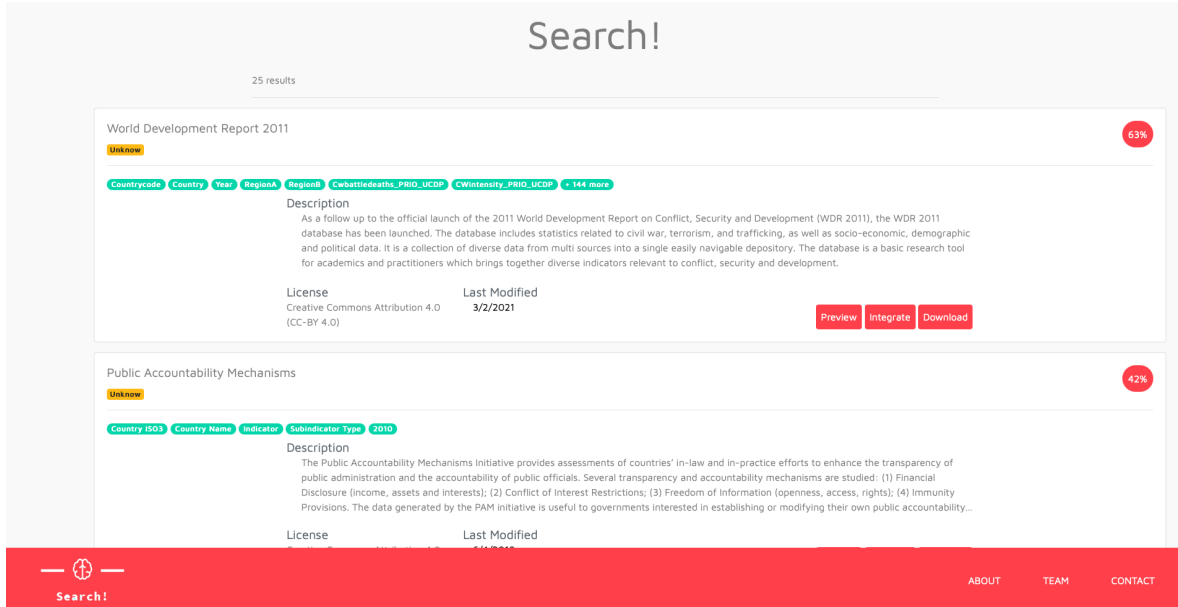 Search!
25 results
World Development Report 2011
63%
Unknow
Countrycode Country Year RegionA RegionB Cwbattledeaths_PRIO_UCDP CWintensity_PRIO_UCDP + 144 more
Description
As a follow up to the official launch of the 2011 World Development Report on Conflict, Security and Development (WDR 2011), the WDR 2011
database has been launched. The database includes statistics related to civil war, terrorism, and trafficking, as well as socio-economic, demographic
and political data. It is a collection of diverse data from multi sources into a single easily navigable depository. The database is a basic research tool
for academics and practitioners which brings together diverse indicators relevant to conflict, security and development.
License Last Modified
Creative Commons Attribution 4.0 3/2/2021
(CC-BY 4.0)
Preview Integrate Download
Public Accountability Mechanisms
42%
Unknow
Country ISO3 Country Name Indicator Subindicator Type 2010
Description
The Public Accountability Mechanisms Initiative provides assessments of countries' in-law and in-practice efforts to enhance the transparency of
public administration and the accountability of public officials. Several transparency and accountability mechanisms are studied: (1) Financial
Disclosure (income, assets and interests); (2) Conflict of Interest Restrictions; (3) Freedom of Information (openness, access, rights); (4) Immunity
Provisions. The data generated by the PAM initiative is useful to governments interested in establishing or modifying their own public accountability...
License Last Modified
Search!
ABOUT TEAM CONTACT